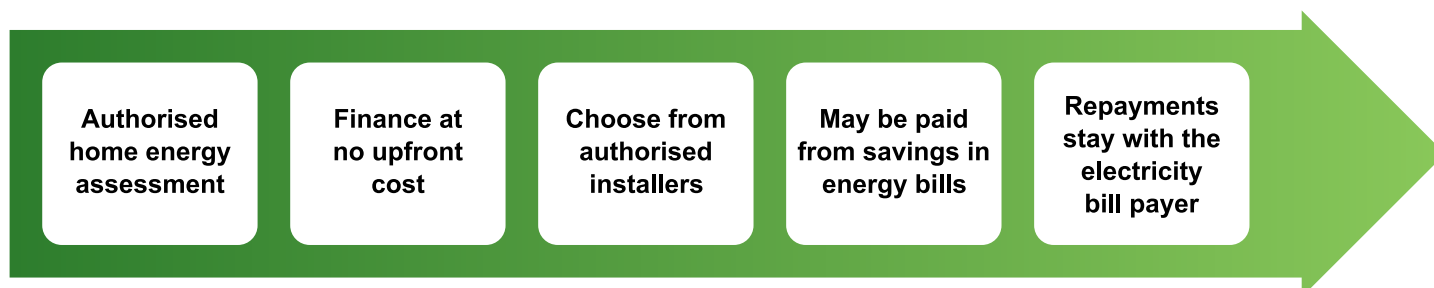 Authorised
home energy
assessment
Finance at
no upfront
cost
Choose from
authorised
installers
May be paid
from savings in
energy bills
Repayments
stay with the
electricity
bill payer